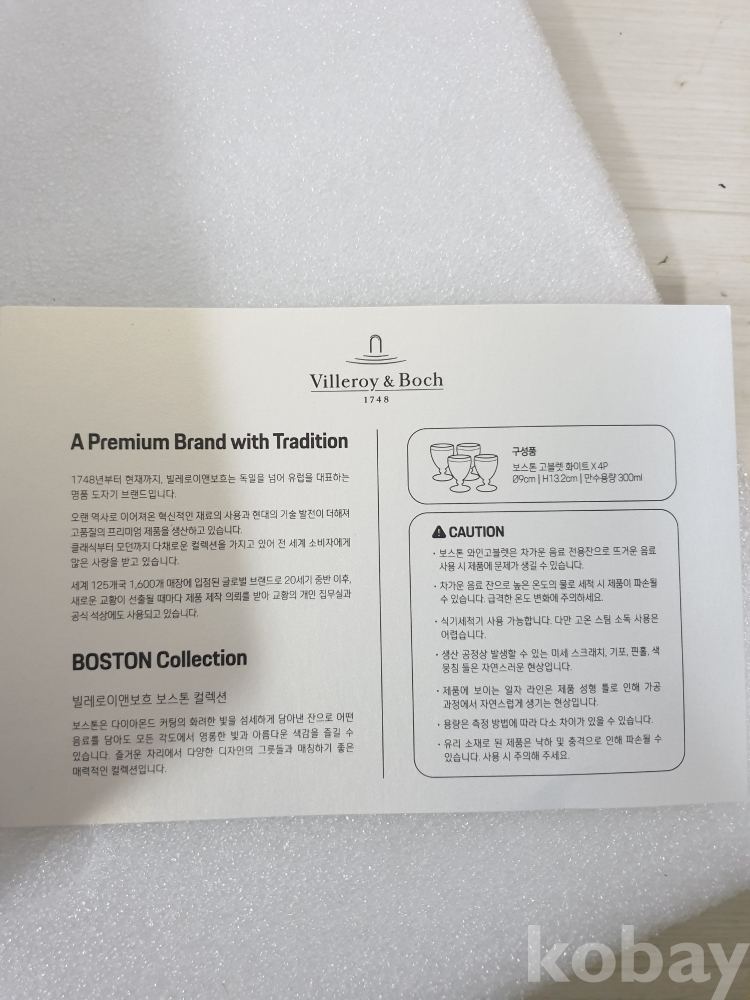 Villeroy & Boch
1748
A Premium Brand with Tradition
1748년부터 현재까지, 빌레로이앤보흐는 독일을 넘어 유럽을 대표하는
명품 도자기 브랜드입니다.
오랜 역사로 이어져온 혁신적인 재료의 사용과 현대의 기술 발전이 더해져
고품질의 프리미엄 제품을 생산하고 있습니다.
클래식부터 모던까지 다채로운 컬렉션을 가지고 있어 전 세계 소비자에게
많은 사랑을 받고 있습니다.
세계 125개국 1,600개 매장에 입점된 글로벌 브랜드로 20세기 중반 이후,
새로운 교황이 선출될 때마다 제품 제작 의뢰를 받아 교황의 개인 집무실과
공식 석상에도 사용되고 있습니다.
BOSTON Collection
빌레로이앤보흐 보스톤 컬렉션
보스톤은 다이아몬드 커팅의 화려한 빛을 섬세하게 담아낸 잔으로 어떤
음료를 담아도 모든 각도에서 영롱한 빛과 아름다운 색감을 즐길 수
있습니다. 즐거운 자리에서 다양한 디자인의 그릇들과 매칭하기 좋은
매력적인 컬렉션입니다.
구성품
보스톤 고블렛 화이트 X 4P
Ø9cm | H13.2cm | 만수용량 300ml
CAUTION
· 보스톤 와인고블렛은 차가운 음료 전용잔으로 뜨거운 음료
사용 시 제품에 문제가 생길 수 있습니다.
· 차가운 음료 잔으로 높은 온도의 물로 세척 시 제품이 파손될
수 있습니다. 급격한 온도 변화에 주의하세요.
· 식기세척기 사용 가능합니다. 다만 고온 스팀 소독 사용은
어렵습니다.
· 생산 공정상 발생할 수 있는 미세 스크래치, 기포, 핀홀, 색
뭉침 등은 자연스러운 현상입니다.
· 제품에 보이는 일자 라인은 제품 성형 틀로 인해 가공
과정에서 자연스럽게 생기는 현상입니다.
· 용량은 측정 방법에 따라 다소 차이가 있을 수 있습니다.
· 유리 소재로 된 제품은 낙하 및 충격으로 인해 파손될 수
있습니다. 사용 시 주의해 주세요.
kobay